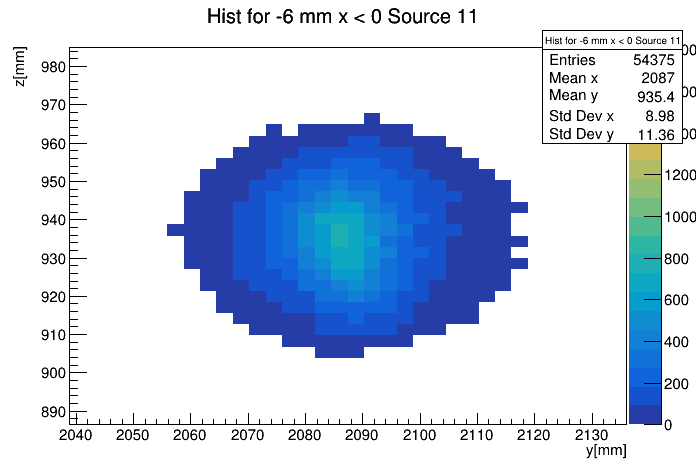 Hist for -6 mm x < 0 Source 11
z[mm]
980
970
960
950
940
930
920
910
900
890
2040 2050 2060 2070 2080 2090 2100 2110 2120 2130
y[mm]
Hist for -6 mm x < 0 Source 11
Entries 54375
Mean x 2087
Mean y 935.4
Std Dev x 8.98
Std Dev y 11.36
1200
1000
800
600
400
200
0